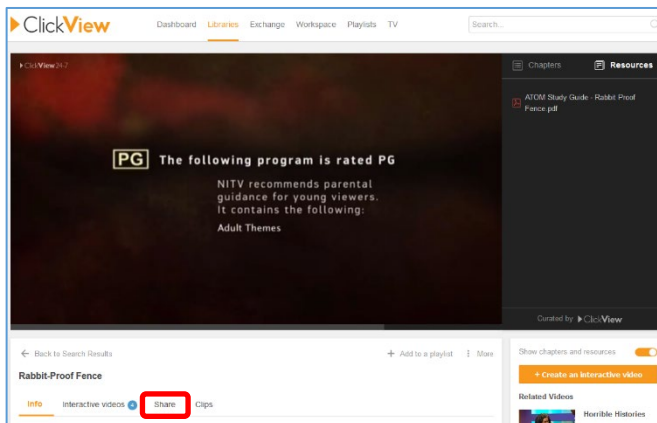 ClickView
Dashboard Libraries Exchange Workspace Playlists TV
Search...
ClickView 24-7
Chapters Resources
ATOM Study Guide - Rabbit Proof
Fence.pdf
PG The following program is rated PG
NITV recommends parental
guidance for young viewers.
It contains the following:
Adult Themes
Curated by ClickView
Back to Search Results
Add to a playlist More
Show chapters and resources
Rabbit-Proof Fence
+ Create an interactive video
Info Interactive videos 4 Share Clips
Related Videos
Horrible Histories